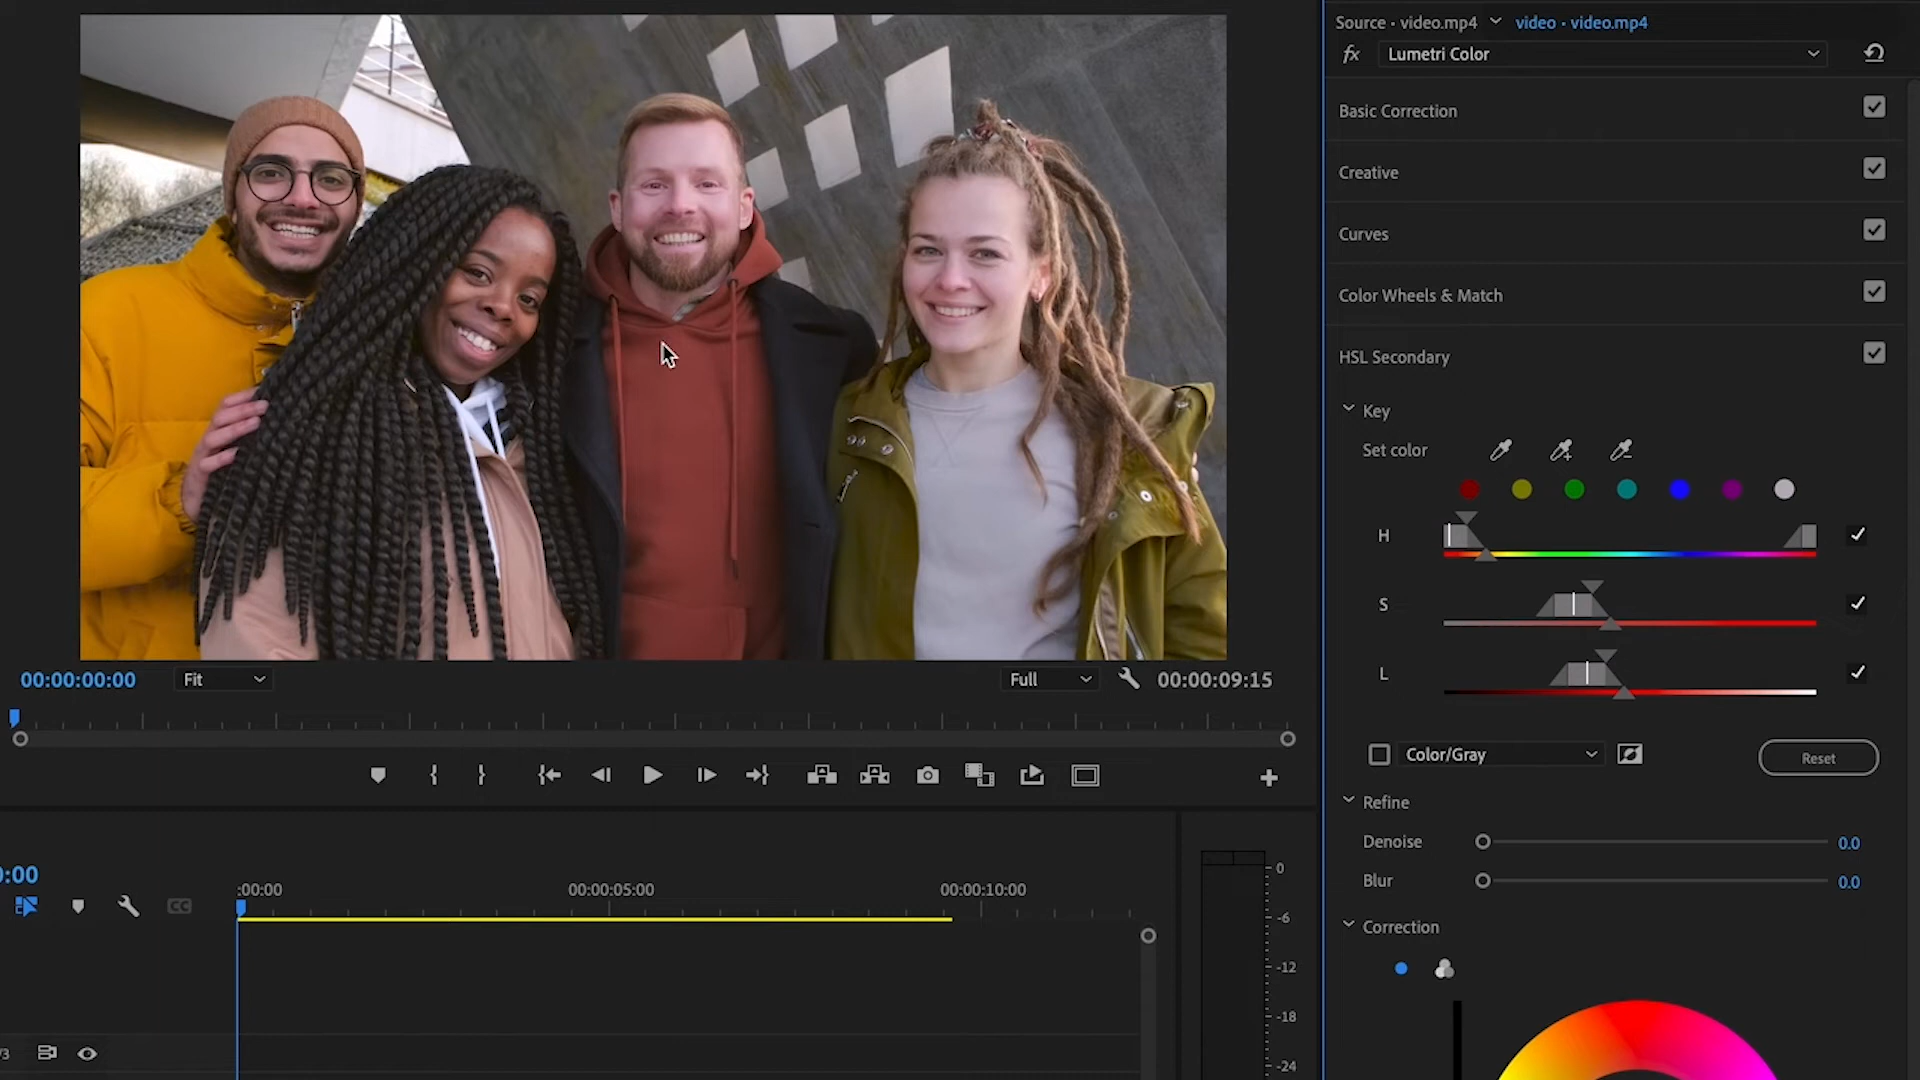 Source · video.mp4 video · video.mp4
fx Lumetri Color
Basic Correction
Creative
Curves
Color Wheels & Match
HSL Secondary
Key
Set color
H
S
L
Color/Gray Reset
Refine
Denoise 0.0
Blur 0.0
Correction
00:00:00:00 Fit Full 00:00:09:15
:00
:00:00 00:00:05:00 00:00:10:00
CC
0
-6
-12
-18
-24